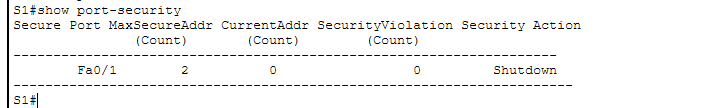 S1#show port-security
Secure Port MaxSecureAddr CurrentAddr SecurityViolation Security Action
(Count) (Count) (Count)
--------------------------------------------------------------------
Fa0/1 2 0 0 Shutdown
----------------------------------------------------------------------
S1#